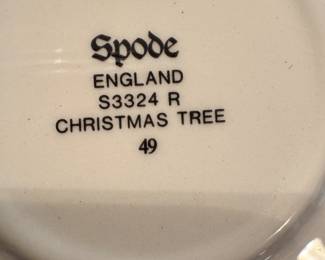 Spode
ENGLAND
S3324 R
CHRISTMAS TREE
49